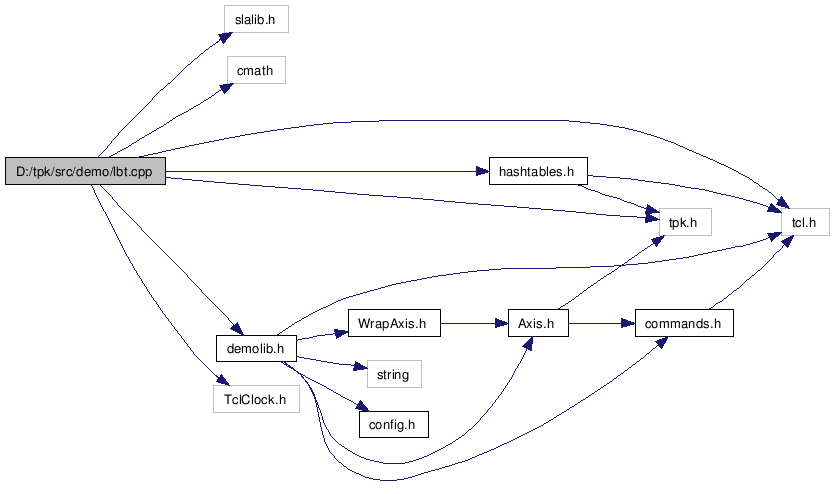 slalib.h
cmath
D:/tpk/src/demo/lbt.cpp
hashtables.h
tpk.h
tcl.h
WrapAxis.h
Axis.h
commands.h
demolib.h
string
TclClock.h
config.h